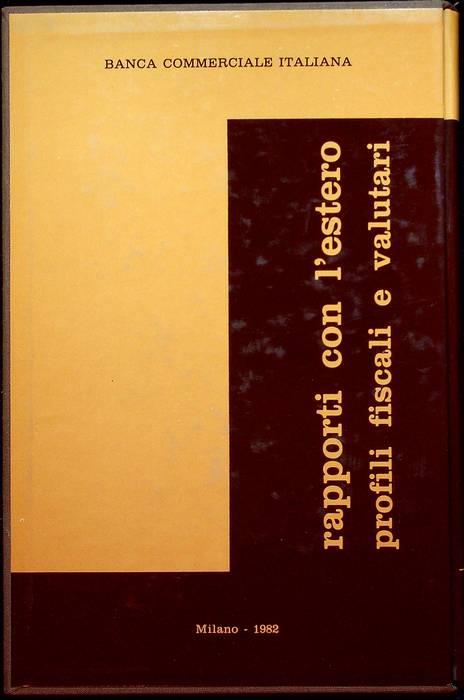 BANCA COMMERCIALE ITALIANA
rapporti con l'estero
profili fiscali e valutari
Milano - 1982